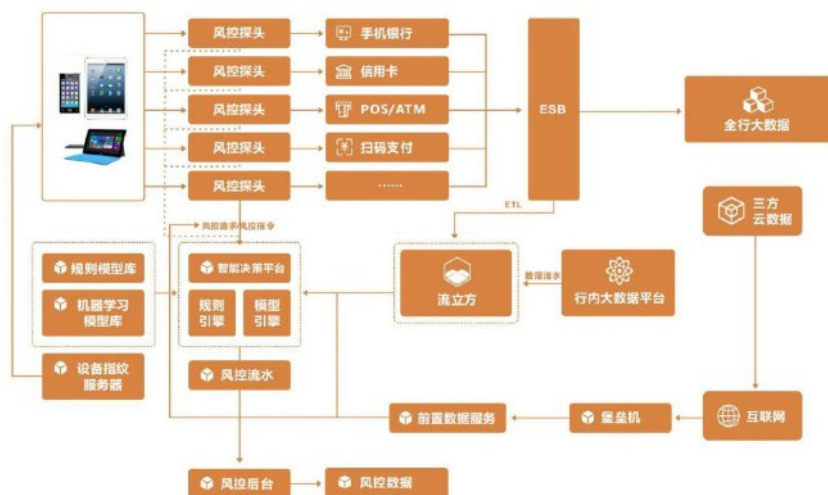 风控探头
手机银行
风控探头
信用卡
风控探头
POS/ATM
风控探头
扫码支付
风控探头
……
ESB
全行大数据
三方
云数据
ETL
风控请求/风控指令
规则模型库
机器学习
模型库
设备指纹
服务器
智能决策平台
规则
引擎
模型
引擎
流立方
数据流水
行内大数据平台
风控流水
前置数据服务
堡垒机
互联网
风控后台
风控数据